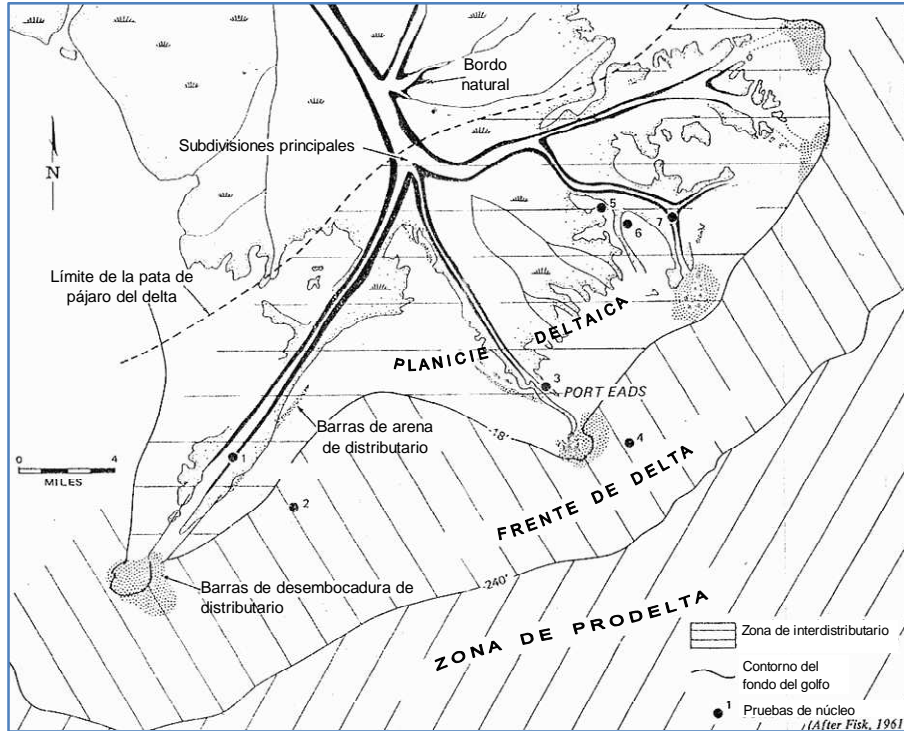 Bordo
natural
Subdivisiones principales
N
5
6
7
Límite de la pata de
pájaro del delta
PLANICIE DELTAICA
3
PORT EADS
Barras de arena
de distributario
-18'
4
0 4
MILES
1
2
FRENTE DE DELTA
-240'
Barras de desembocadura de
distributario
ZONA DE PRODELTA
Zona de interdistributario
Contorno del
fondo del golfo
1 Pruebas de núcleo
(After Fisk, 1961